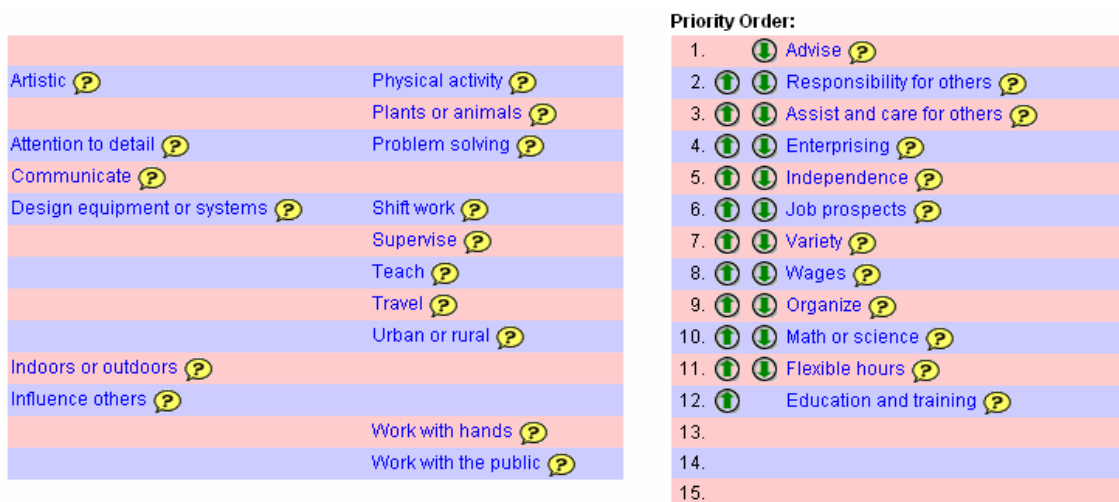 Artistic ? Physical activity ?
Plants or animals ?
Attention to detail ? Problem solving ?
Communicate ?
Design equipment or systems ? Shift work ?
Supervise ?
Teach ?
Travel ?
Urban or rural ?
Indoors or outdoors ?
Influence others ?
Work with hands ?
Work with the public ?
Priority Order:
1. Advise ?
2. Responsibility for others ?
3. Assist and care for others ?
4. Enterprising ?
5. Independence ?
6. Job prospects ?
7. Variety ?
8. Wages ?
9. Organize ?
10. Math or science ?
11. Flexible hours ?
12. Education and training ?
13.
14.
15.